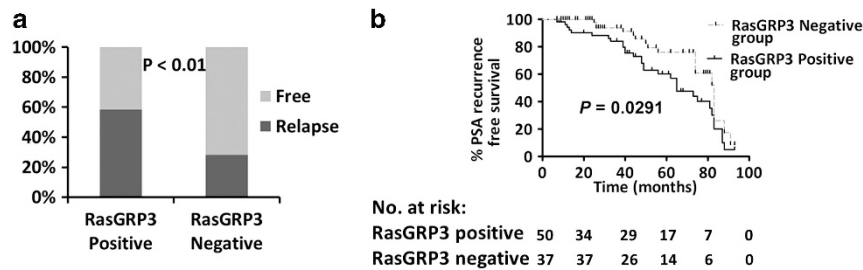 a
100%
80%
60%
40%
20%
0%
P < 0.01
Free
Relapse
RasGRP3 Positive
RasGRP3 Negative
b
% PSA recurrence
free survival
100
80
60
40
20
0
P = 0.0291
RasGRP3 Negative
group
RasGRP3 Positive
group
0 20 40 60 80 100
Time (months)
No. at risk:
RasGRP3 positive 50 34 29 17 7 0
RasGRP3 negative 37 37 26 14 6 0